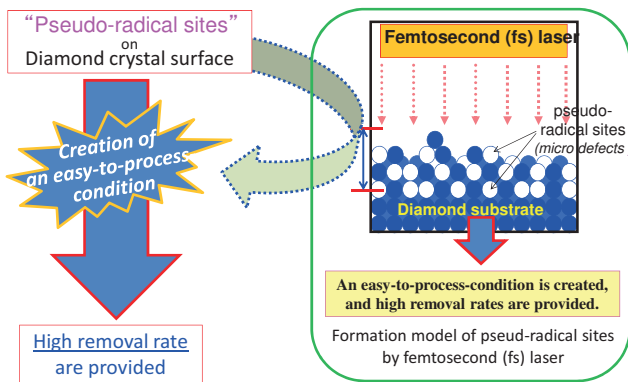 “Pseudo-radical sites”
on
Diamond crystal surface
Creation of
an easy-to-process
condition
High removal rate
are provided
Femtosecond (fs) laser
pseudo-
radical sites
(micro defects)
Diamond substrate
An easy-to-process-condition is created,
and high removal rates are provided.
Formation model of pseud-radical sites
by femtosecond (fs) laser